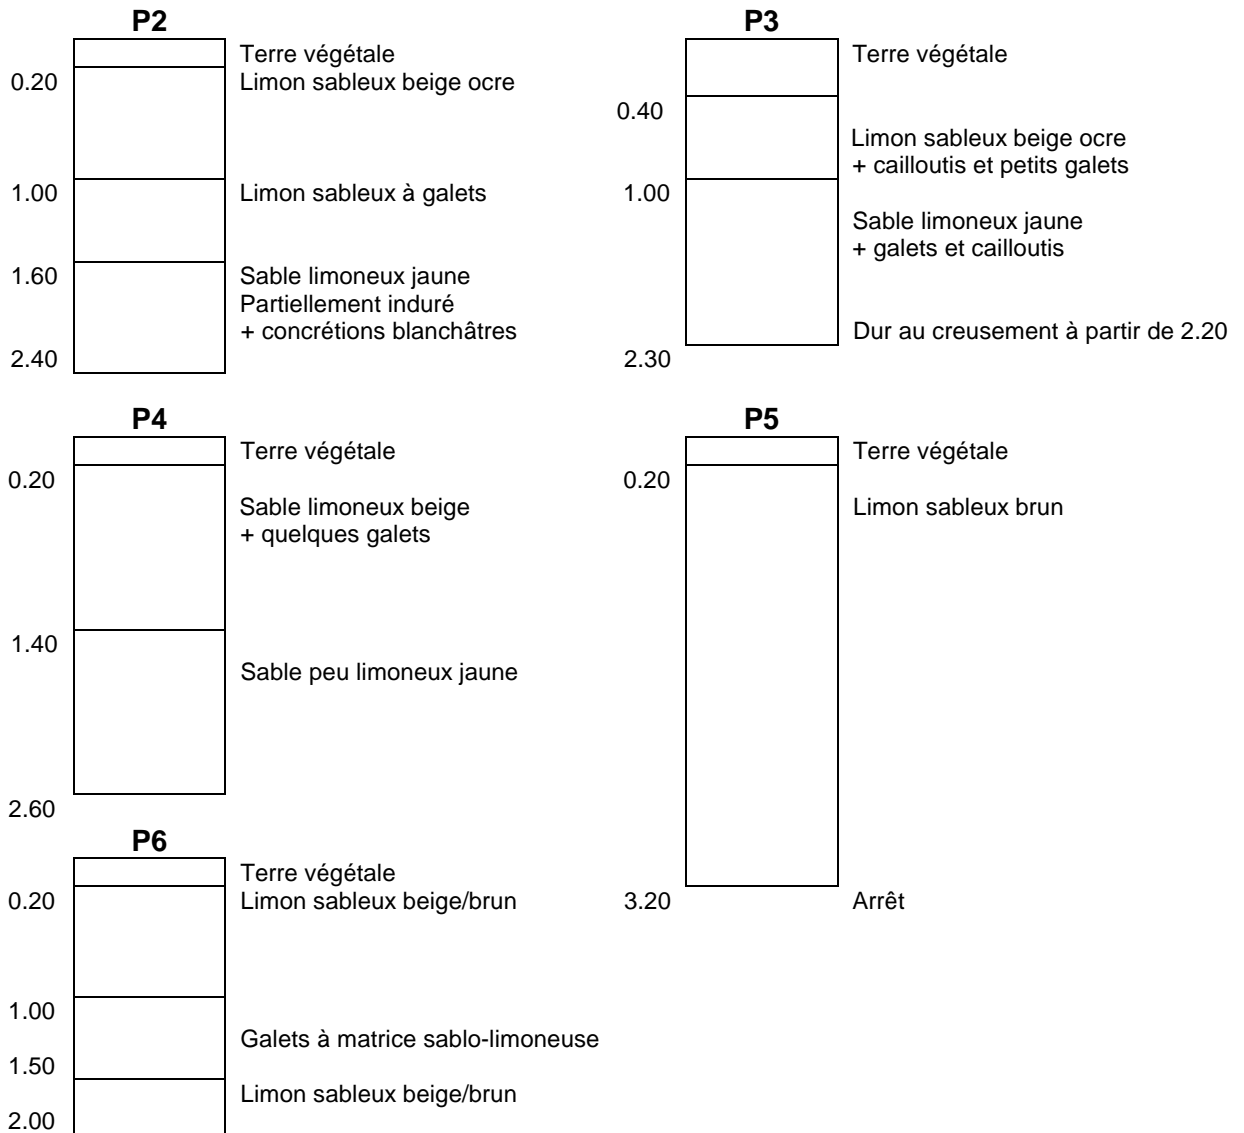 P2
Terre végétale
0.20
Limon sableux beige ocre
1.00
Limon sableux à galets
1.60
Sable limoneux jaune
Partiellement induré
+ concrétions blanchâtres
2.40
P3
Terre végétale
0.40
Limon sableux beige ocre
+ cailloutis et petits galets
1.00
Sable limoneux jaune
+ galets et cailloutis
Dur au creusement à partir de 2.20
2.30
P4
Terre végétale
0.20
Sable limoneux beige
+ quelques galets
1.40
Sable peu limoneux jaune
2.60
P5
Terre végétale
0.20
Limon sableux brun
3.20
Arrêt
P6
Terre végétale
0.20
Limon sableux beige/brun
1.00
Galets à matrice sablo-limoneuse
1.50
Limon sableux beige/brun
2.00